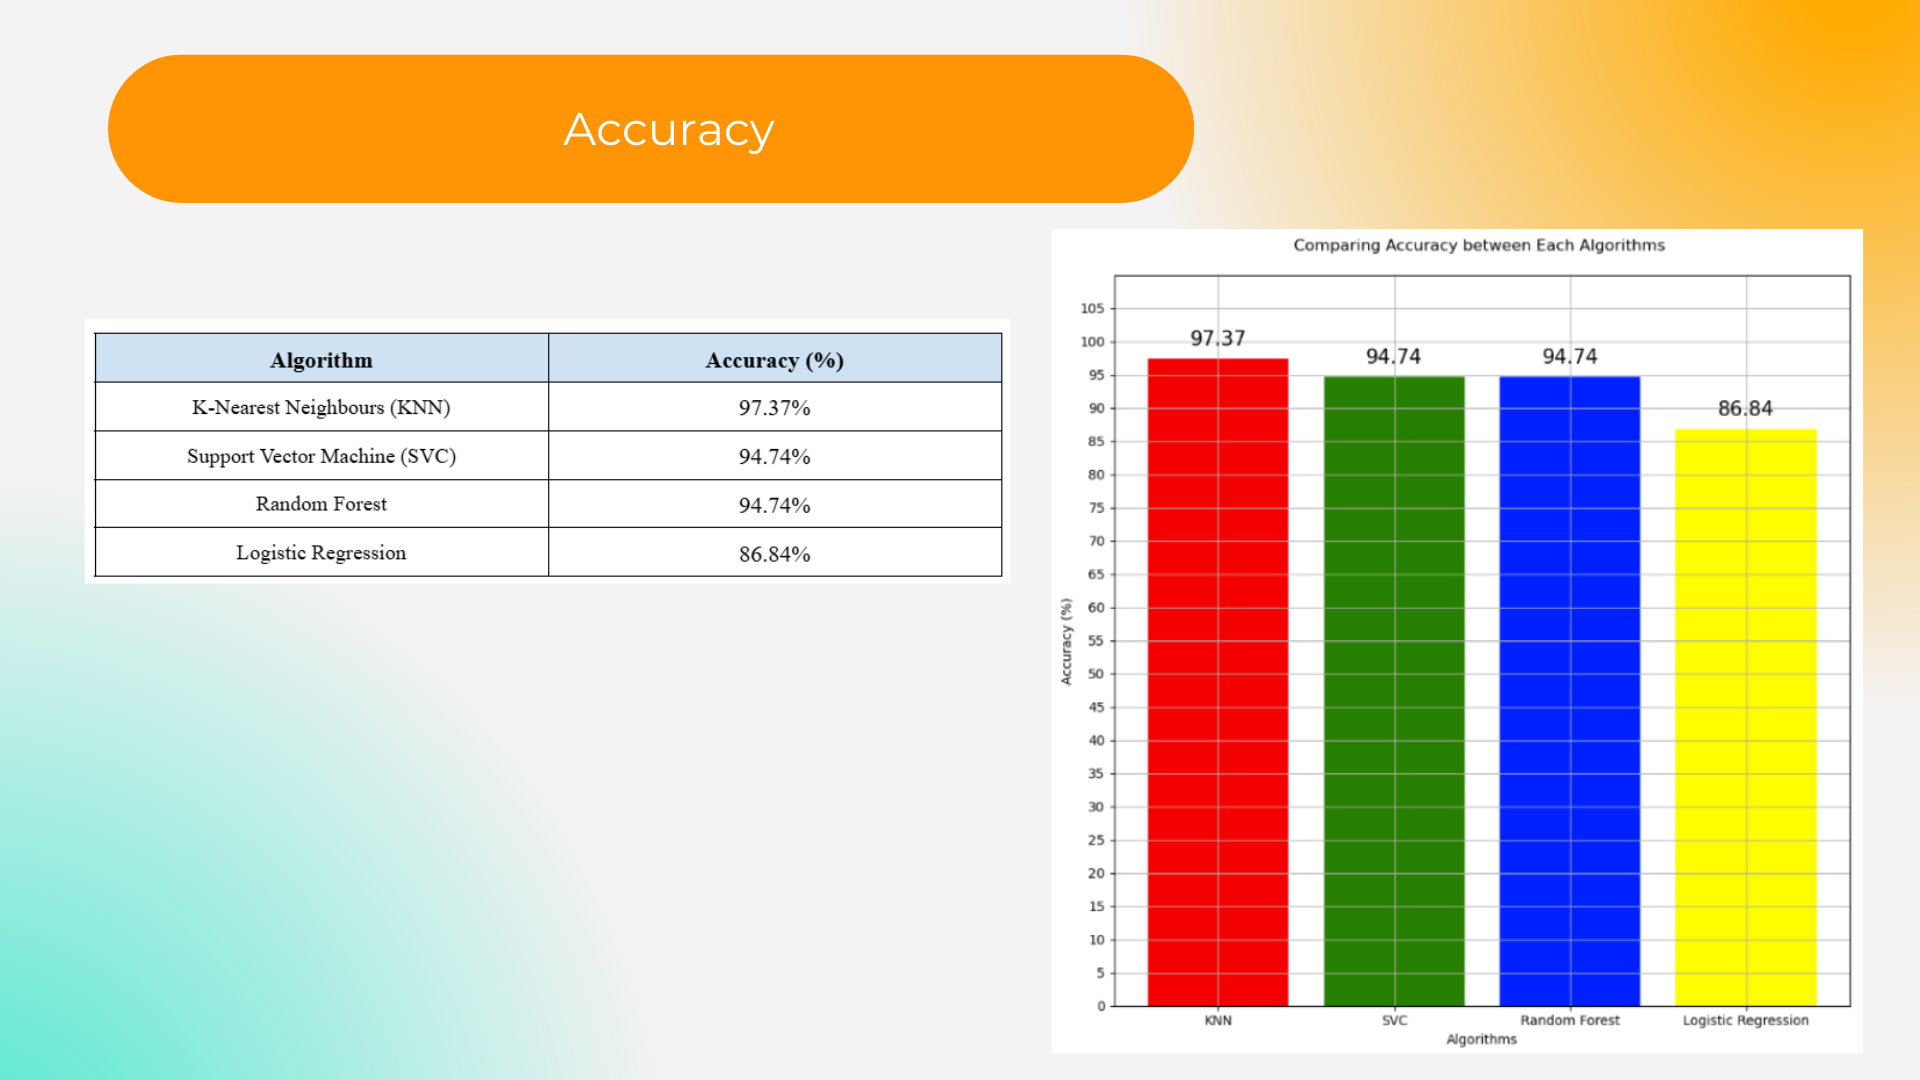 Accuracy
Algorithm Accuracy (%)
K-Nearest Neighbours (KNN) 97.37%
Support Vector Machine (SVC) 94.74%
Random Forest 94.74%
Logistic Regression 86.84%
Comparing Accuracy between Each Algorithms
105
100
95
90
85
80
75
70
65
60
55
50
45
40
35
30
25
20
15
10
5
0
Accuracy (%)
97.37
94.74
94.74
86.84
KNN SVC Random Forest Logistic Regression
Algorithms